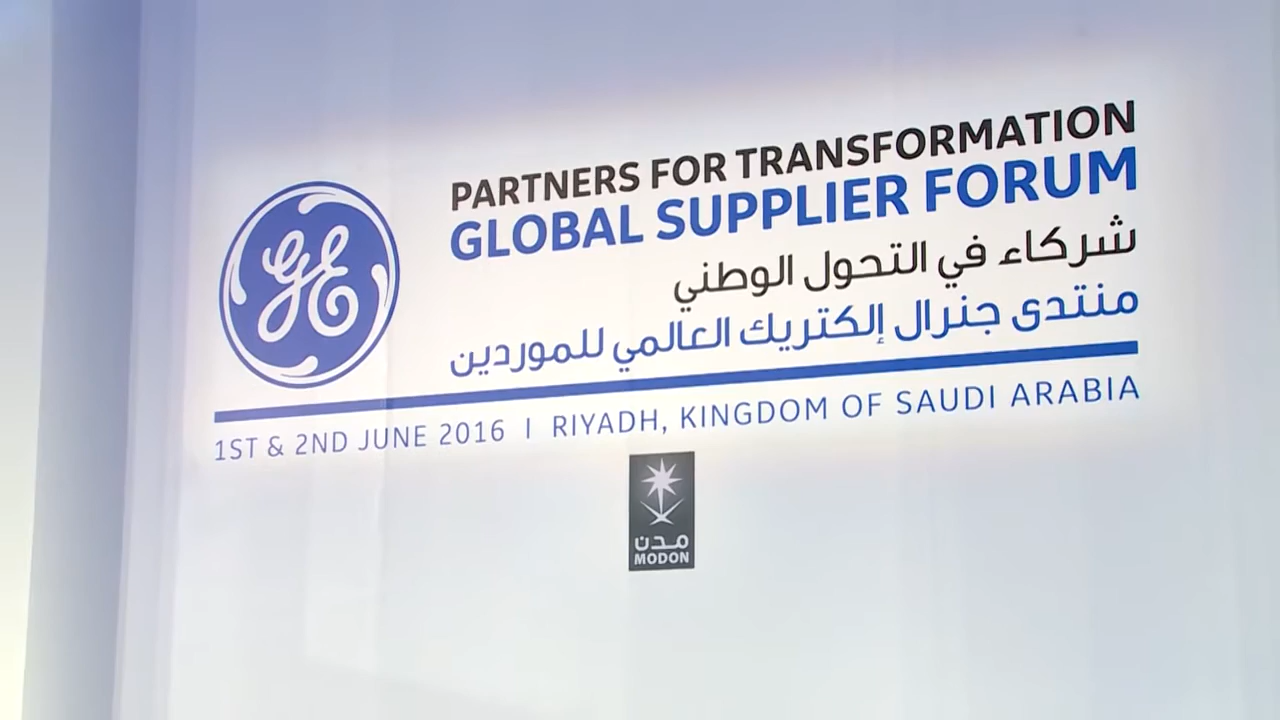 GE
PARTNERS FOR TRANSFORMATION
GLOBAL SUPPLIER FORUM
شركاء في التحول الوطني
منتدى جنرال إلكتريك العالمي للموردين
1ST & 2ND JUNE 2016 | RIYADH, KINGDOM OF SAUDI ARABIA
مدن
MODON